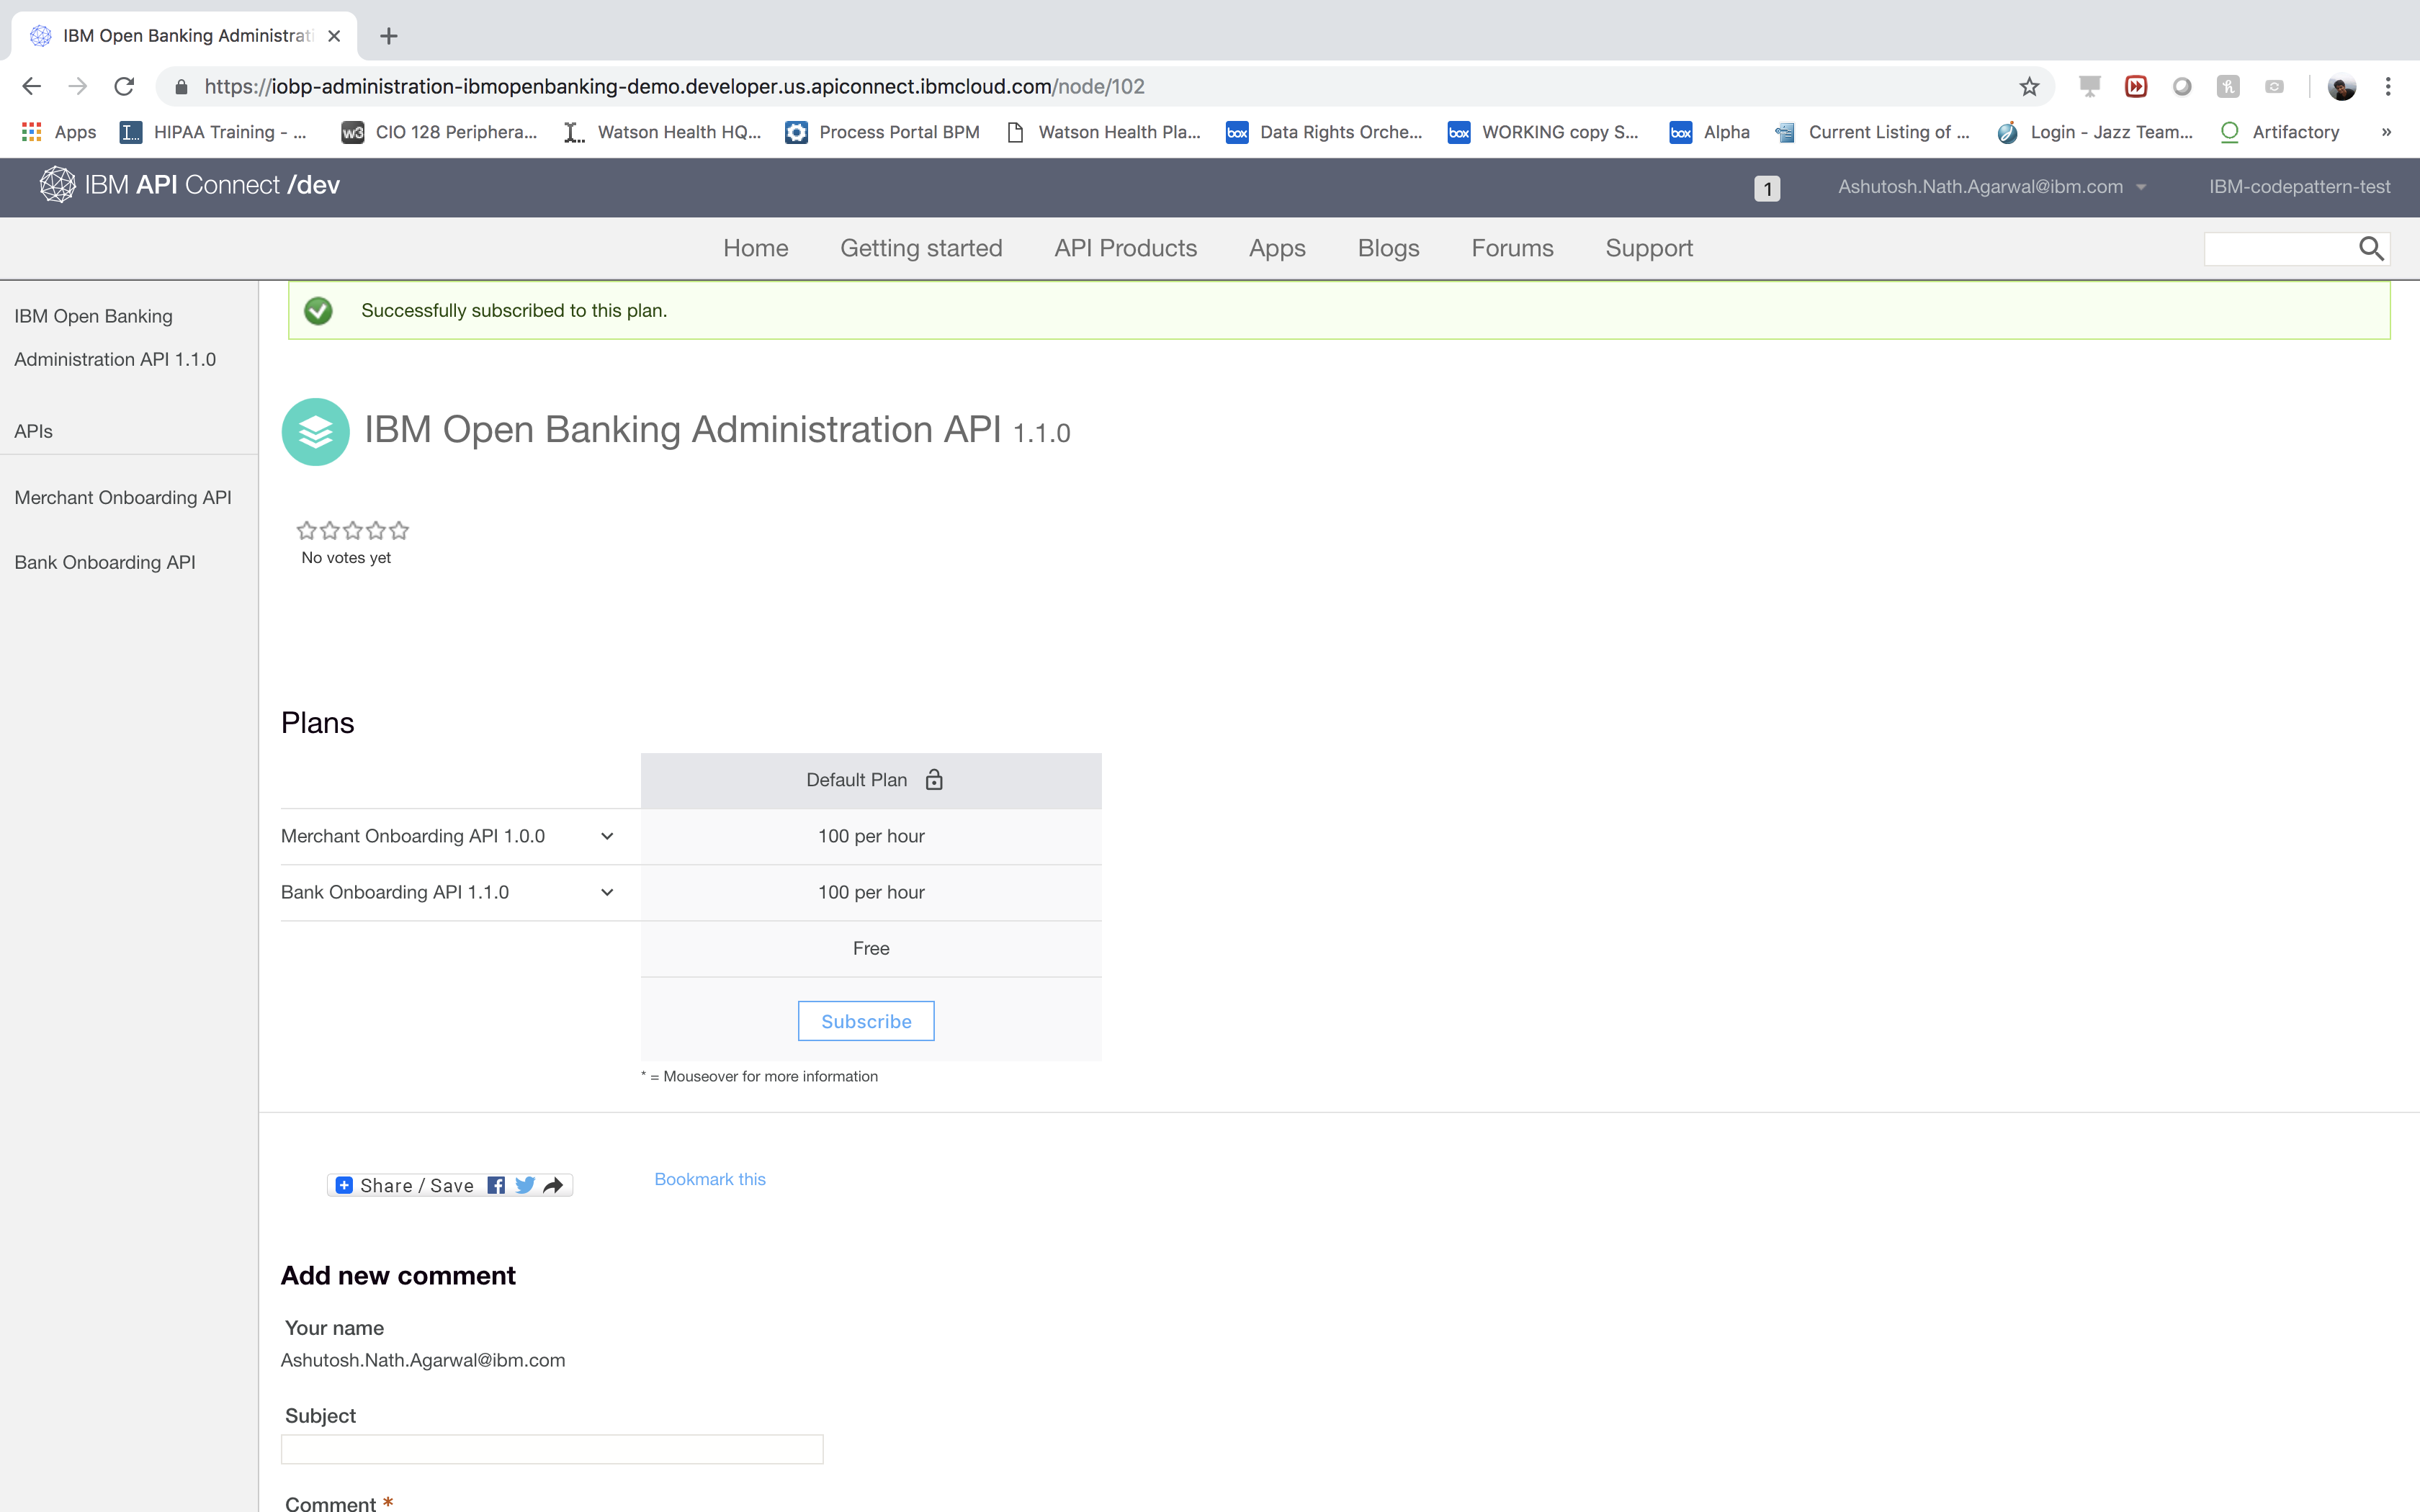 IBM Open Banking Administrati
https://iobp-administration-ibmopenbanking-demo.developer.us.apiconnect.ibmcloud.com/node/102
Apps
HIPAA Training - ...
w3 CIO 128 Periphera...
Watson Health HQ...
Process Portal BPM
Watson Health Pla...
box Data Rights Orche...
box WORKING copy S...
box Alpha
Current Listing of ...
Login - Jazz Team...
Artifactory
»
IBM API Connect /dev
1
Ashutosh.Nath.Agarwal@ibm.com
IBM-codepattern-test
Home
Getting started
API Products
Apps
Blogs
Forums
Support
IBM Open Banking
Administration API 1.1.0
APIs
Merchant Onboarding API
Bank Onboarding API
Successfully subscribed to this plan.
IBM Open Banking Administration API 1.1.0
No votes yet
Plans
Default Plan
Merchant Onboarding API 1.0.0
100 per hour
Bank Onboarding API 1.1.0
100 per hour
Free
Subscribe
* = Mouseover for more information
Share / Save
Bookmark this
Add new comment
Your name
Ashutosh.Nath.Agarwal@ibm.com
Subject
Comment *